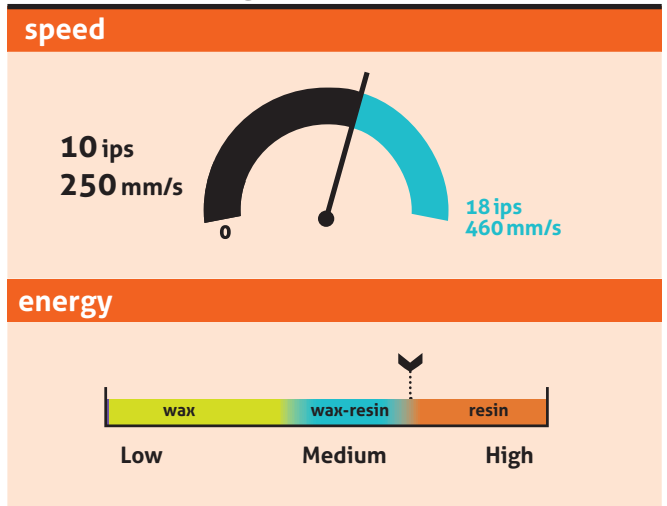 speed
10 ips
250 mm/s
0
18 ips
460 mm/s
energy
wax wax-resin resin
Low Medium High